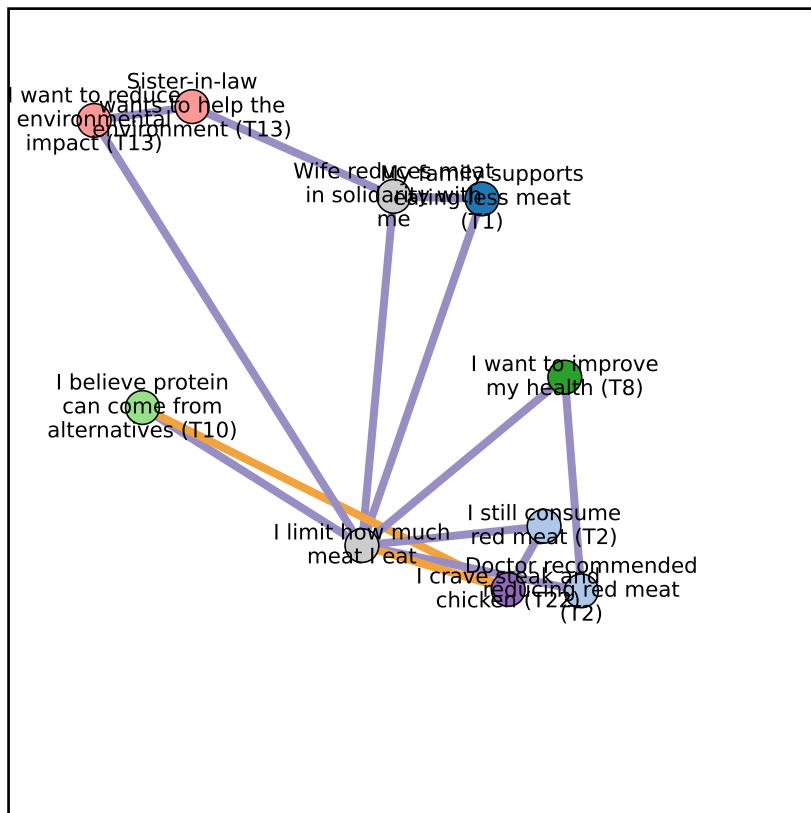 Sister-in-law
wants to help the
environment (T13)
I want to reduce
environmental
impact (T13)
Wife reduces meat
in solidarity with
me
My family supports
eating less meat
(T1)
I want to improve
my health (T8)
I believe protein
can come from
alternatives (T10)
I still consume
red meat (T2)
I limit how much
meat I eat
Doctor recommended
reducing red meat
(T2)
I crave steak and
chicken (T22)